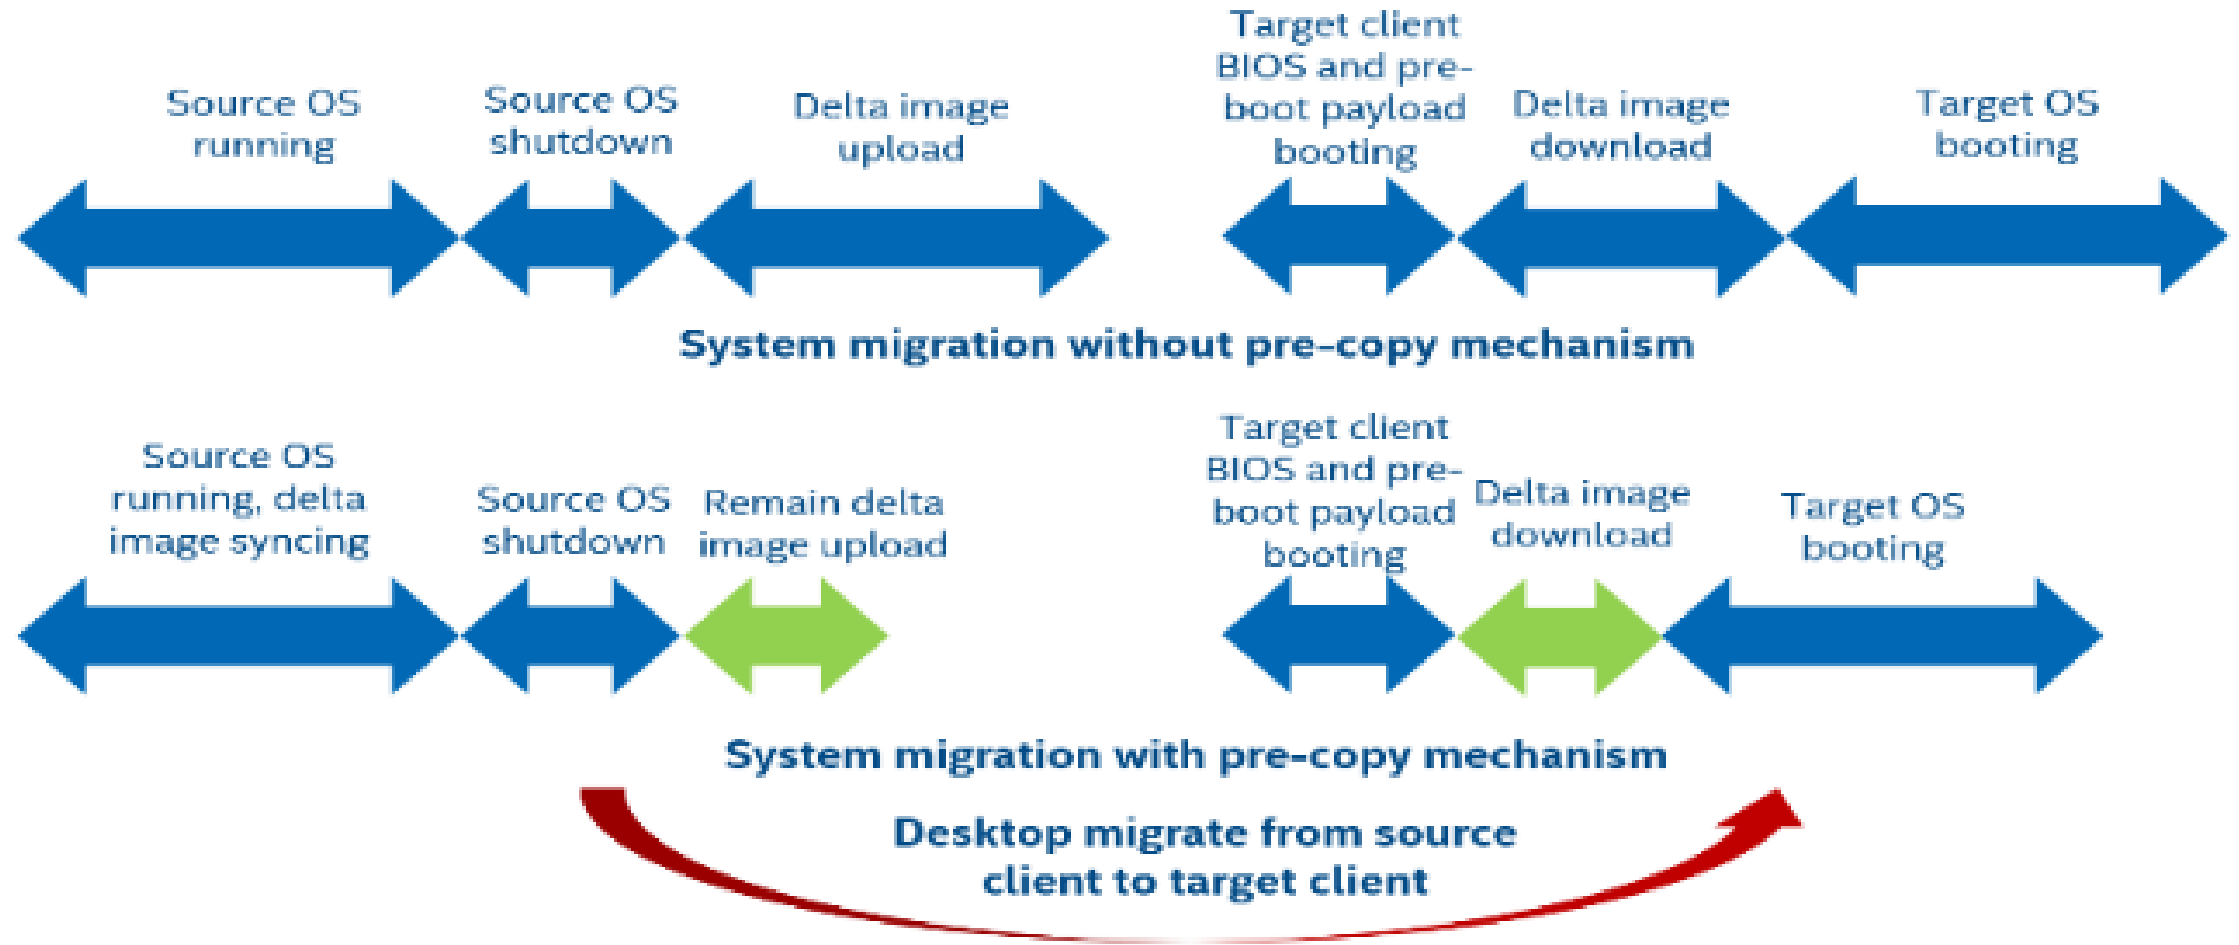 Source OS
running
Source OS
shutdown
Delta image
upload
Target client
BIOS and pre-
boot payload
booting
Delta image
download
Target OS
booting
System migration without pre-copy mechanism
Source OS
running, delta
image syncing
Source OS
shutdown
Remain delta
image upload
Target client
BIOS and pre-
boot payload
booting
Delta image
download
Target OS
booting
System migration with pre-copy mechanism
Desktop migrate from source
client to target client